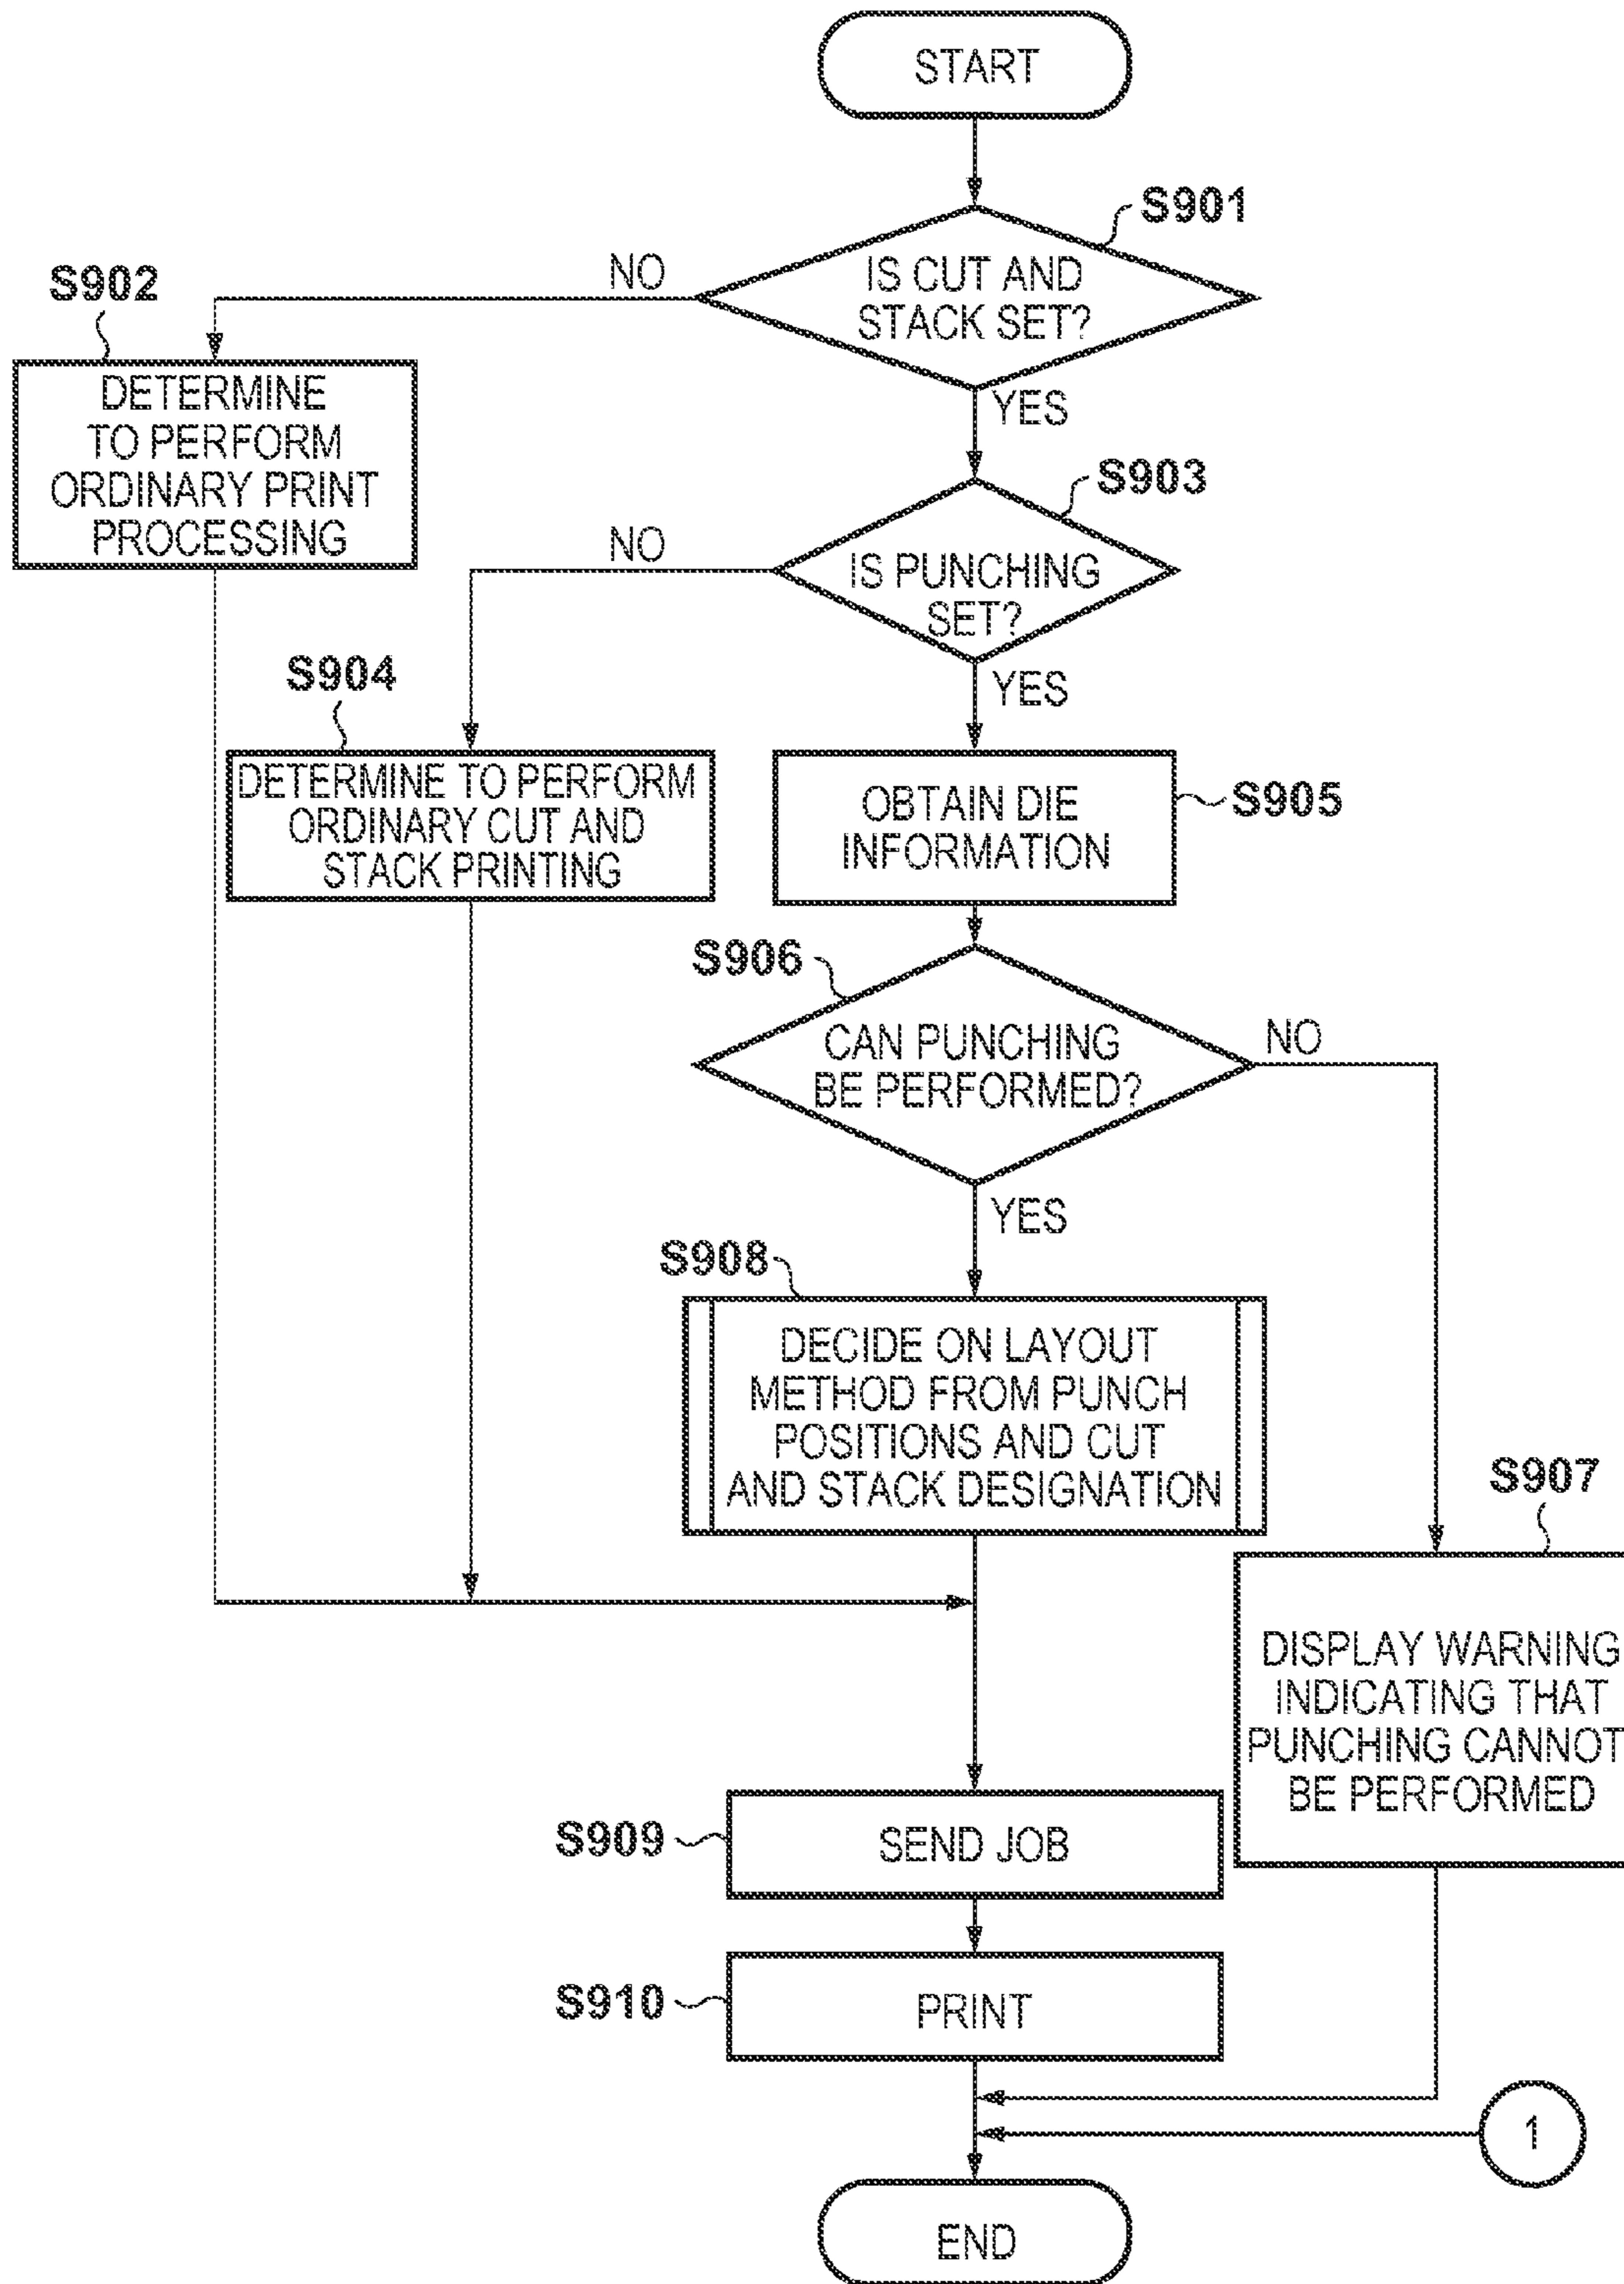 START
S901
IS CUT AND
STACK SET?
NO
YES
S902
DETERMINE
TO PERFORM
ORDINARY PRINT
PROCESSING
S903
IS PUNCHING
SET?
NO
YES
S904
DETERMINE TO PERFORM
ORDINARY CUT AND
STACK PRINTING
OBTAIN DIE
INFORMATION
S905
S906
CAN PUNCHING
BE PERFORMED?
NO
YES
S908
DECIDE ON LAYOUT
METHOD FROM PUNCH
POSITIONS AND CUT
AND STACK DESIGNATION
S907
DISPLAY WARNING
INDICATING THAT
PUNCHING CANNOT
BE PERFORMED
S909
SEND JOB
S910
PRINT
1
END